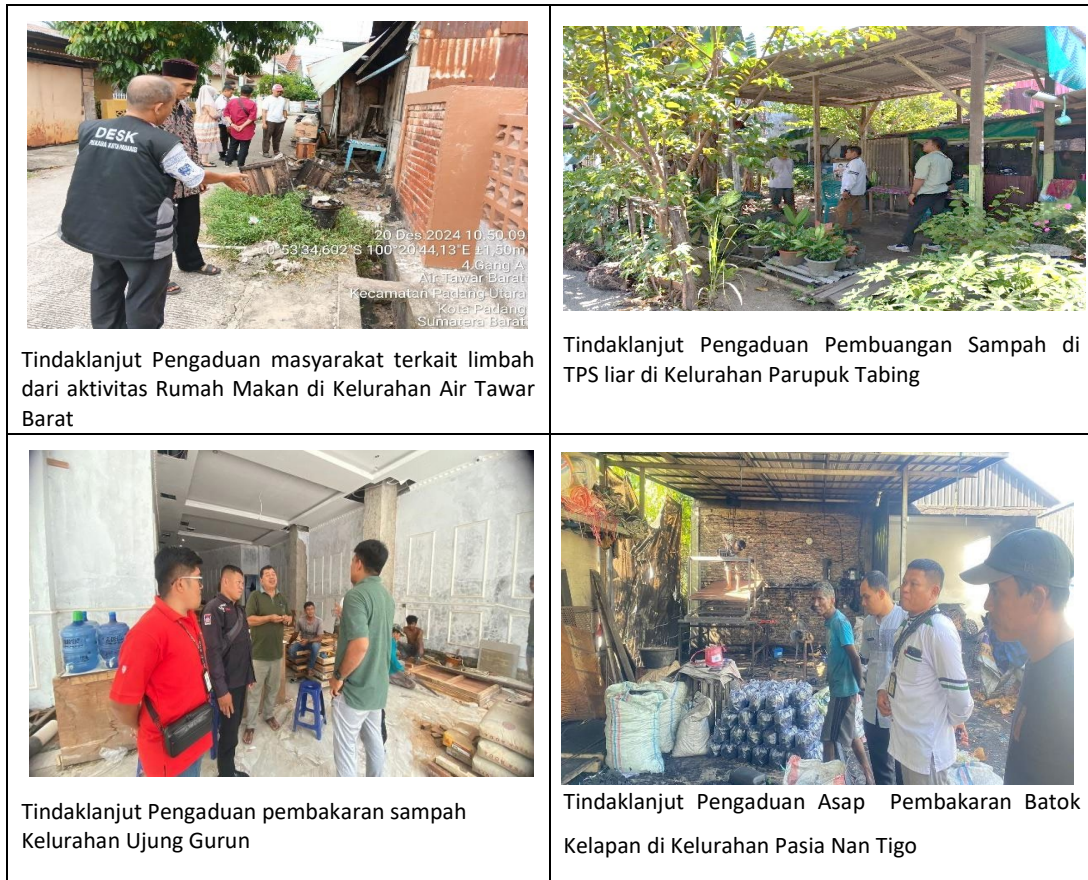 DESK
20 Des 2024 10.50.09
0°53'34,602"S 100°20'44,13"E ±1,50m
4 Gang A
Air Tawar Barat
Kecamatan Padang Utara
Kota Padang
Sumatera Barat
Tindaklanjut Pengaduan masyarakat terkait limbah
dari aktivitas Rumah Makan di Kelurahan Air Tawar
Barat
Tindaklanjut Pengaduan Pembuangan Sampah di
TPS liar di Kelurahan Parupuk Tabing
Tindaklanjut Pengaduan pembakaran sampah
Kelurahan Ujung Gurun
Tindaklanjut Pengaduan Asap Pembakaran Batok
Kelapan di Kelurahan Pasia Nan Tigo